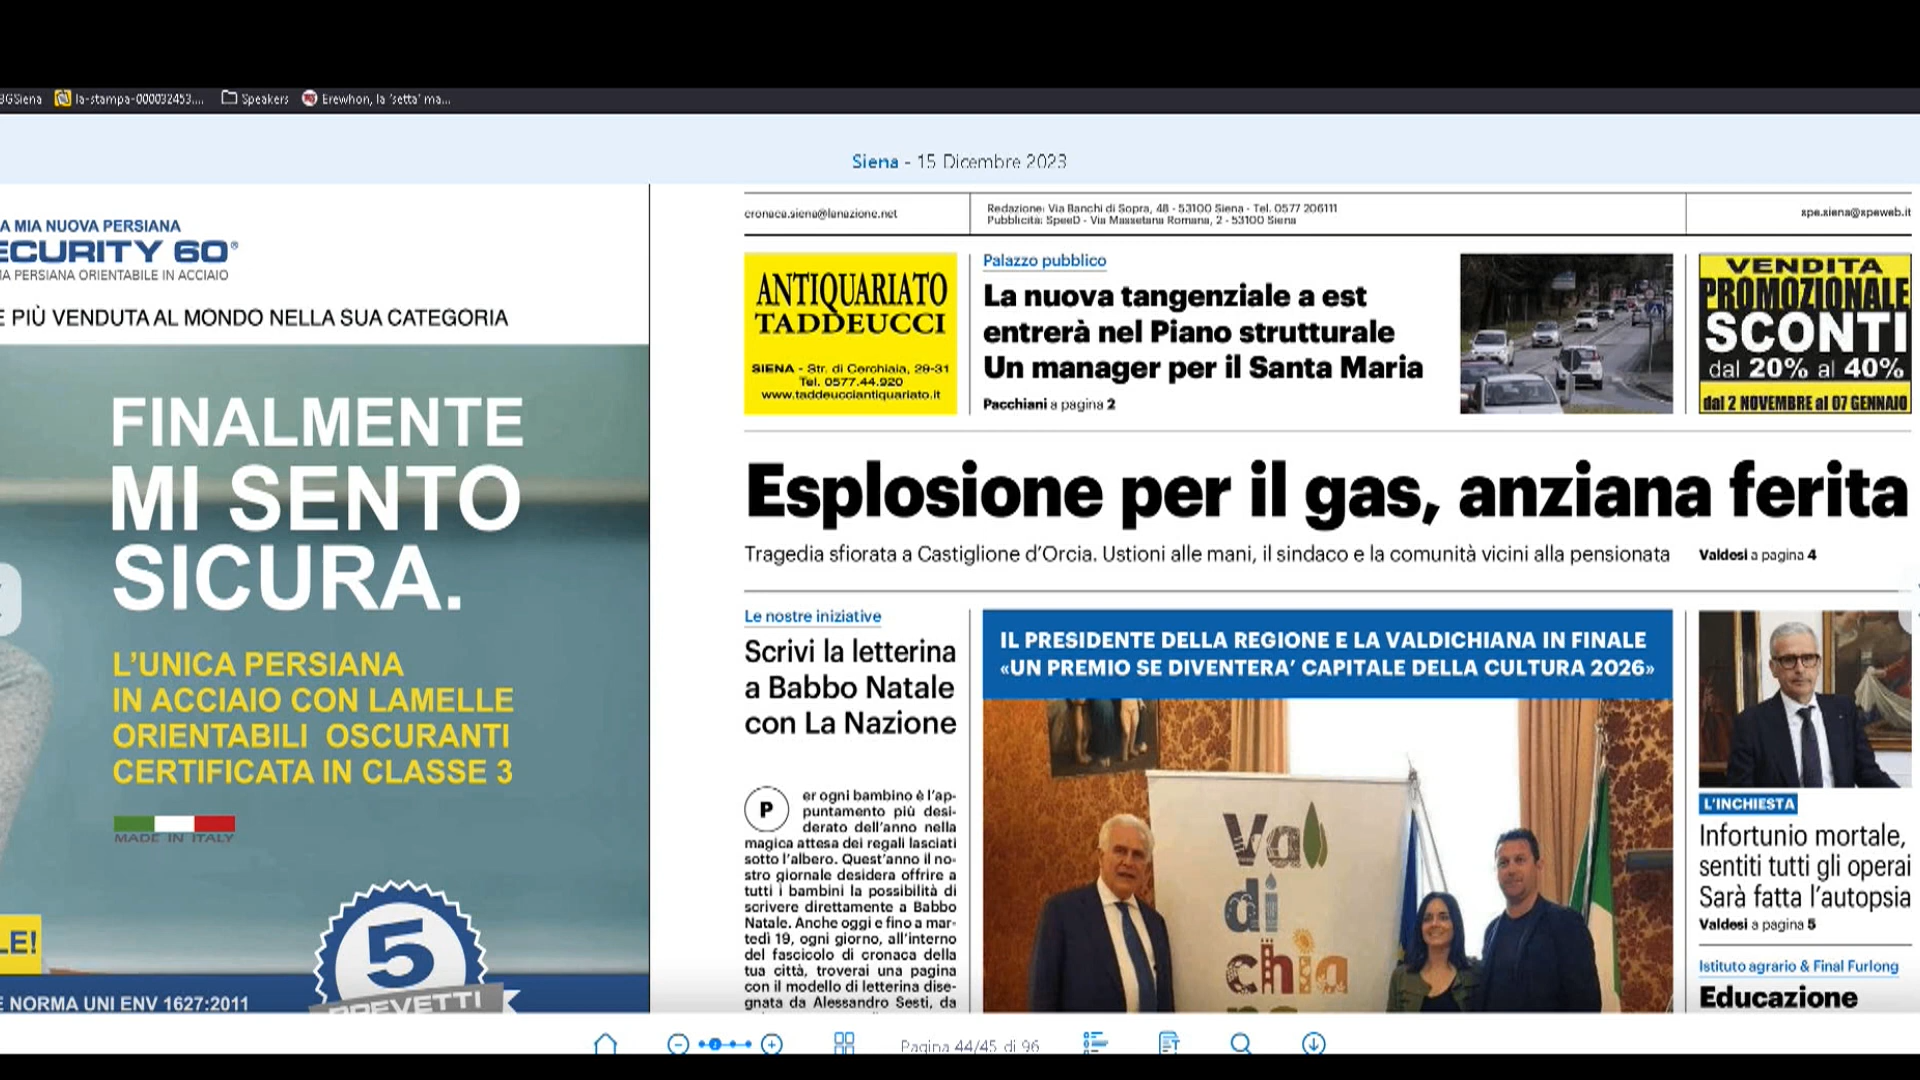 la-stampa-000032453....
Speakers
Erewhon, la 'setta' ma...
Siena - 15 Dicembre 2023
A MIA NUOVA PERSIANA
ECURITY 60®
PERSIANA ORIENTABILE IN ACCIAIO
E PIÙ VENDUTA AL MONDO NELLA SUA CATEGORIA
FINALMENTE
MI SENTO
SICURA.
L'UNICA PERSIANA
IN ACCIAIO CON LAMELLE
ORIENTABILI OSCURANTI
CERTIFICATA IN CLASSE 3
MADE IN ITALY
LE!
5
BREVETTI
E NORMA UNI ENV 1627:2011
cronaca.siena@lanazione.net
Redazione: Via Banchi di Sopra, 48 - 53100 Siena - Tel. 0577 206111
Pubblicità: SpeeD - Via Massetana Romana, 2 - 53100 Siena
spe.siena@speweb.it
ANTIQUARIATO
TADDEUCCI
SIENA - Str. di Cerchiaia, 29-31
Tel. 0577.44.920
www.taddeucciantiquariato.it
Palazzo pubblico
La nuova tangenziale a est
entrerà nel Piano strutturale
Un manager per il Santa Maria
Pacchiani a pagina 2
VENDITA
PROMOZIONALE
SCONTI
dal 20% al 40%
dal 2 NOVEMBRE al 07 GENNAIO
Esplosione per il gas, anziana ferita
Tragedia sfiorata a Castiglione d'Orcia. Ustioni alle mani, il sindaco e la comunità vicini alla pensionata
Valdesi a pagina 4
Le nostre iniziative
Scrivi la letterina
a Babbo Natale
con La Nazione
Per ogni bambino è l'ap-
puntamento più desi-
derato dell'anno nella
magica attesa dei regali lasciati
sotto l'albero. Quest'anno il no-
stro giornale desidera offrire a
tutti i bambini la possibilità di
scrivere direttamente a Babbo
Natale. Anche oggi e fino a mar-
tedì 19, ogni giorno, all'interno
del fascicolo di cronaca della
tua città, troverai una pagina
con il modello di letterina dise-
gnata da Alessandro Sesti, da
IL PRESIDENTE DELLA REGIONE E LA VALDICHIANA IN FINALE
«UN PREMIO SE DIVENTERA' CAPITALE DELLA CULTURA 2026»
Val
di
chia
L'INCHIESTA
Infortunio mortale,
sentiti tutti gli operai
Sarà fatta l'autopsia
Valdesi a pagina 5
Istituto agrario & Final Furlong
Educazione
Pagina 44/45 di 96